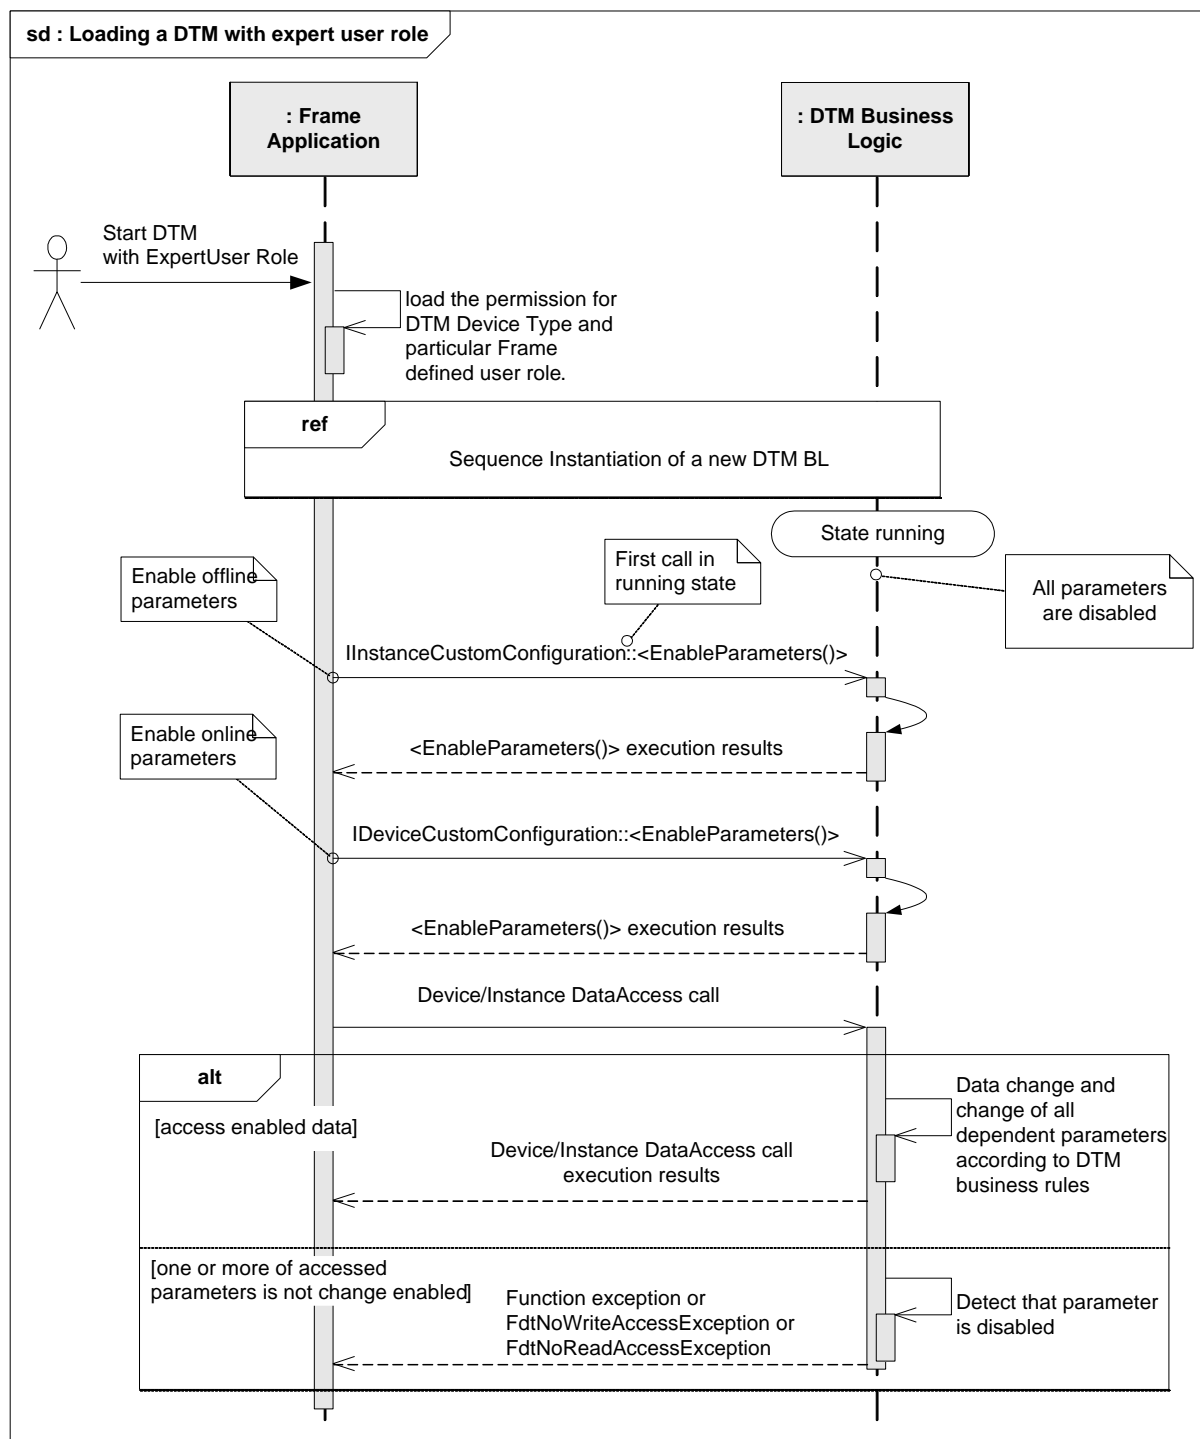 sd : Loading a DTM with expert user role
: Frame
Application
: DTM Business
Logic
Start DTM
with ExpertUser Role
load the permission for
DTM Device Type and
particular Frame
defined user role.
ref
Sequence Instantiation of a new DTM BL
State running
First call in
running state
Enable offline
parameters
All parameters
are disabled
IInstanceCustomConfiguration::<EnableParameters()>
Enable online
parameters
<EnableParameters()> execution results
IDeviceCustomConfiguration::<EnableParameters()>
<EnableParameters()> execution results
Device/Instance DataAccess call
alt
[access enabled data]
Data change and
change of all
dependent parameters
according to DTM
business rules
Device/Instance DataAccess call
execution results
[one or more of accessed
parameters is not change enabled]
Function exception or
FdtNoWriteAccessException or
FdtNoReadAccessException
Detect that parameter
is disabled